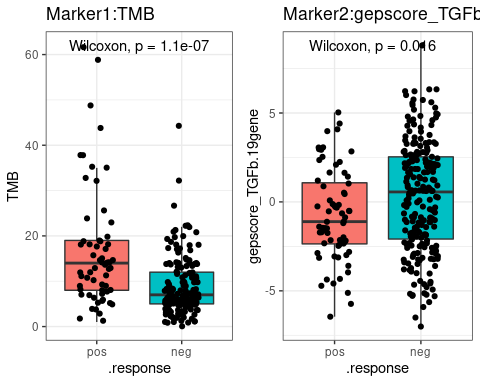 Marker1:TMB
Wilcoxon, p = 1.1e-07
TMB
60
40
20
0
pos
neg
.response
Marker2:gepscore_TGFb
Wilcoxon, p = 0.016
gepscore_TGFb.19gene
5
0
-5
pos
neg
.response